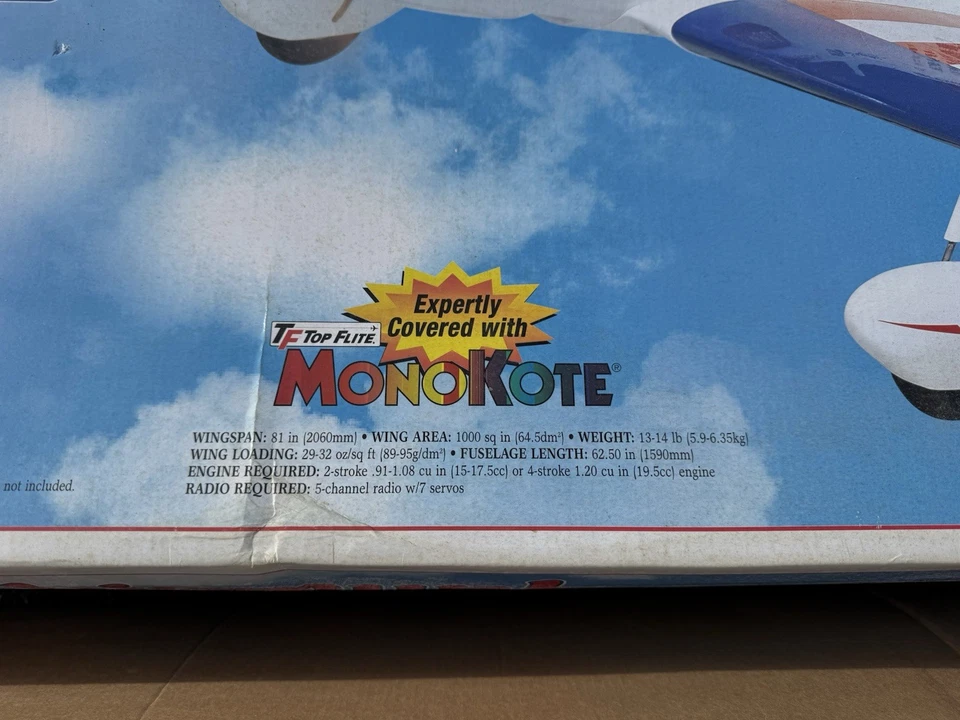 Expertly
Covered with
TF TOP FLITE
MONOKOTE®
WINGSPAN: 81 in (2060mm) • WING AREA: 1000 sq in (64.5dm²) • WEIGHT: 13-14 lb (5.9-6.35kg)
WING LOADING: 29-32 oz/sq ft (89-95g/dm²) • FUSELAGE LENGTH: 62.50 in (1590mm)
ENGINE REQUIRED: 2-stroke .91-1.08 cu in (15-17.5cc) or 4-stroke 1.20 cu in (19.5cc) engine
RADIO REQUIRED: 5-channel radio w/7 servos
not included.